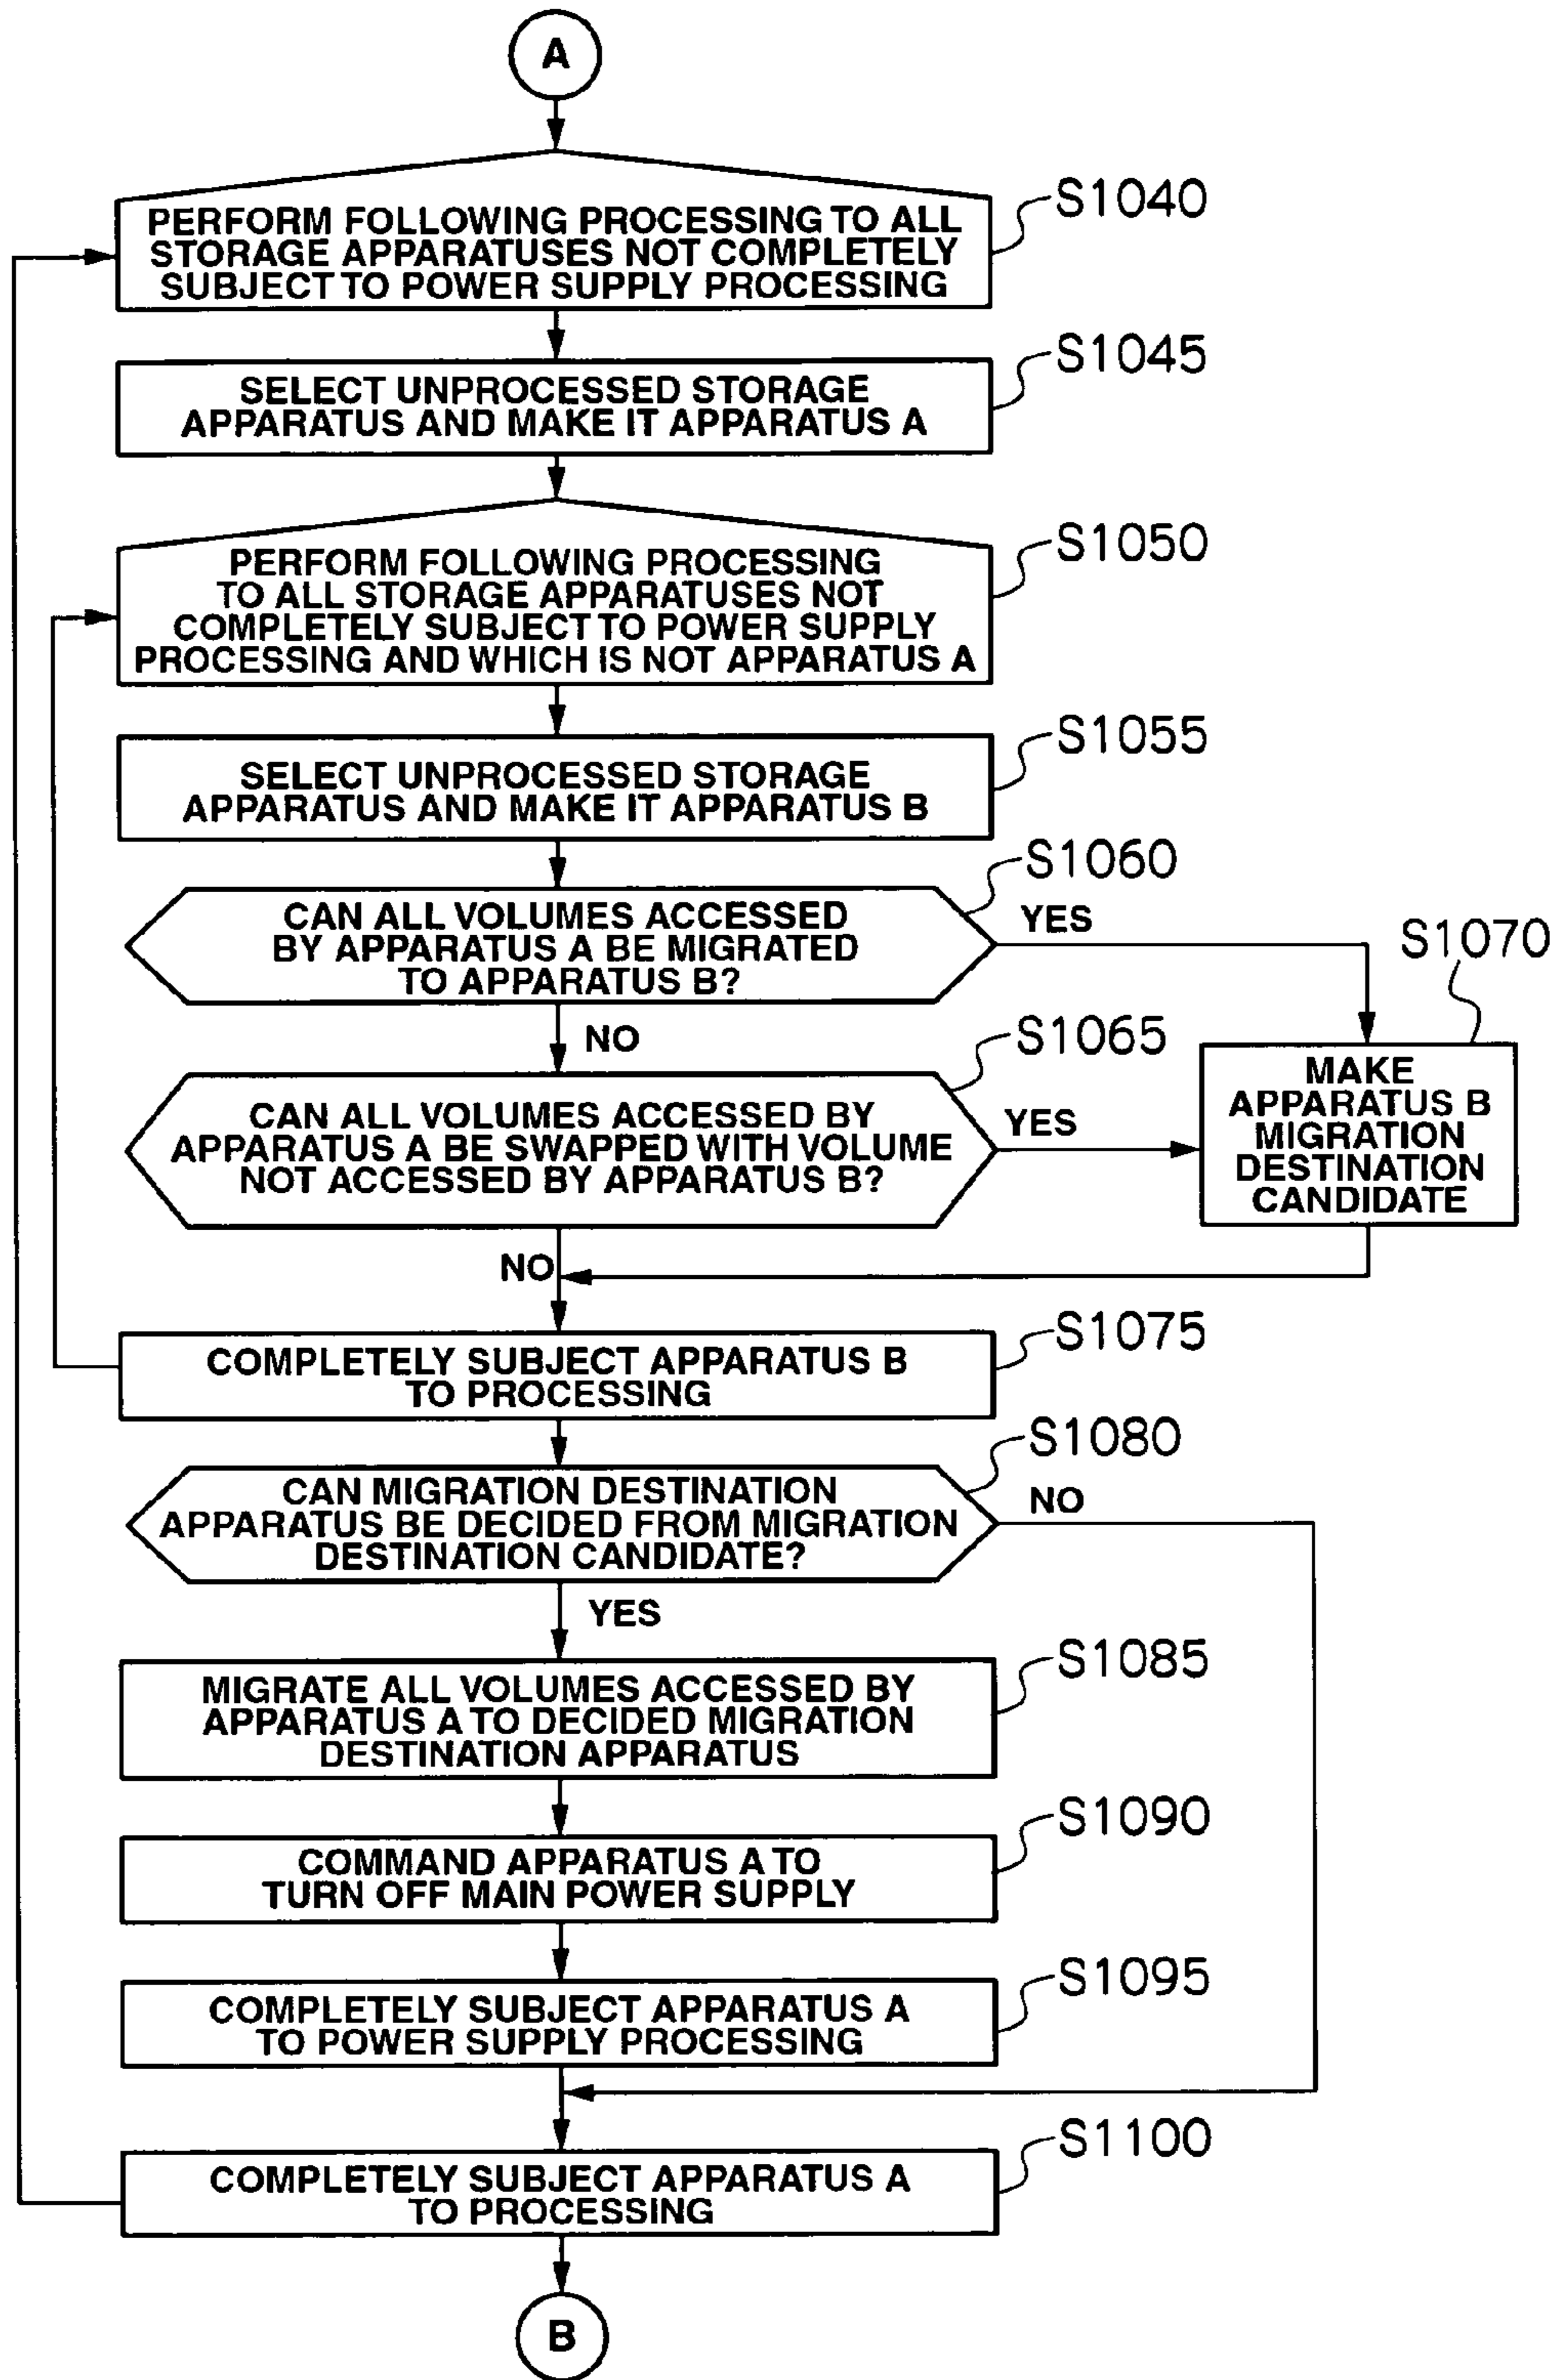 A
PERFORM FOLLOWING PROCESSING TO ALL
STORAGE APPARATUSES NOT COMPLETELY
SUBJECT TO POWER SUPPLY PROCESSING
S1040
SELECT UNPROCESSED STORAGE
APPARATUS AND MAKE IT APPARATUS A
S1045
PERFORM FOLLOWING PROCESSING
TO ALL STORAGE APPARATUSES NOT
COMPLETELY SUBJECT TO POWER SUPPLY
PROCESSING AND WHICH IS NOT APPARATUS A
S1050
SELECT UNPROCESSED STORAGE
APPARATUS AND MAKE IT APPARATUS B
S1055
CAN ALL VOLUMES ACCESSED
BY APPARATUS A BE MIGRATED
TO APPARATUS B?
S1060
YES
NO
CAN ALL VOLUMES ACCESSED BY
APPARATUS A BE SWAPPED WITH VOLUME
NOT ACCESSED BY APPARATUS B?
S1065
YES
NO
MAKE
APPARATUS B
MIGRATION
DESTINATION
CANDIDATE
S1070
COMPLETELY SUBJECT APPARATUS B
TO PROCESSING
S1075
CAN MIGRATION DESTINATION
APPARATUS BE DECIDED FROM MIGRATION
DESTINATION CANDIDATE?
S1080
NO
YES
MIGRATE ALL VOLUMES ACCESSED BY
APPARATUS A TO DECIDED MIGRATION
DESTINATION APPARATUS
S1085
COMMAND APPARATUS A TO
TURN OFF MAIN POWER SUPPLY
S1090
COMPLETELY SUBJECT APPARATUS A
TO POWER SUPPLY PROCESSING
S1095
COMPLETELY SUBJECT APPARATUS A
TO PROCESSING
S1100
B